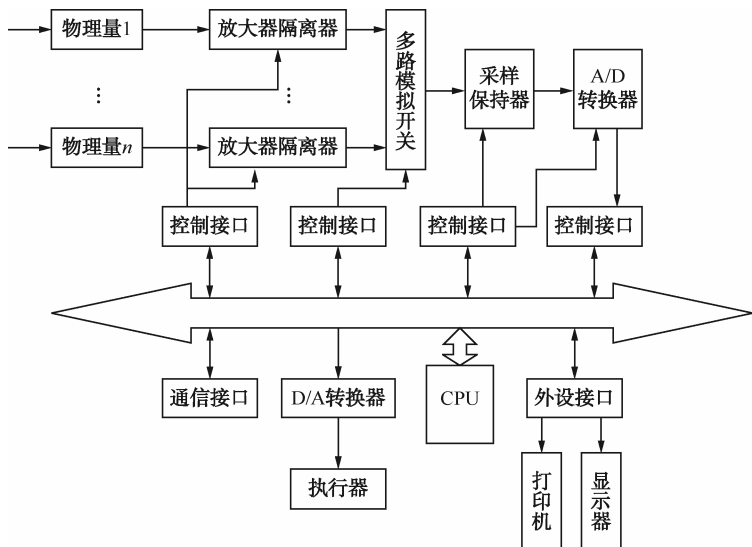 物理量1
放大器隔离器
多路模拟开关
采样
保持器
A/D
转换器
⋮
⋮
物理量n
放大器隔离器
控制接口
控制接口
控制接口
控制接口
通信接口
D/A转换器
CPU
外设接口
执行器
打印机
显示器